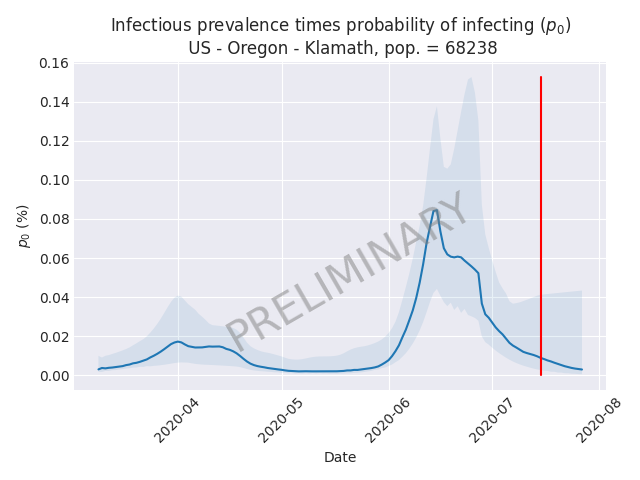 Infectious prevalence times probability of infecting (p₀)
US - Oregon - Klamath, pop. = 68238
0.16
0.14
0.12
0.10
0.08
0.06
0.04
0.02
0.00
p₀ (%)
PRELIMINARY
2020-04
2020-05
2020-06
2020-07
2020-08
Date